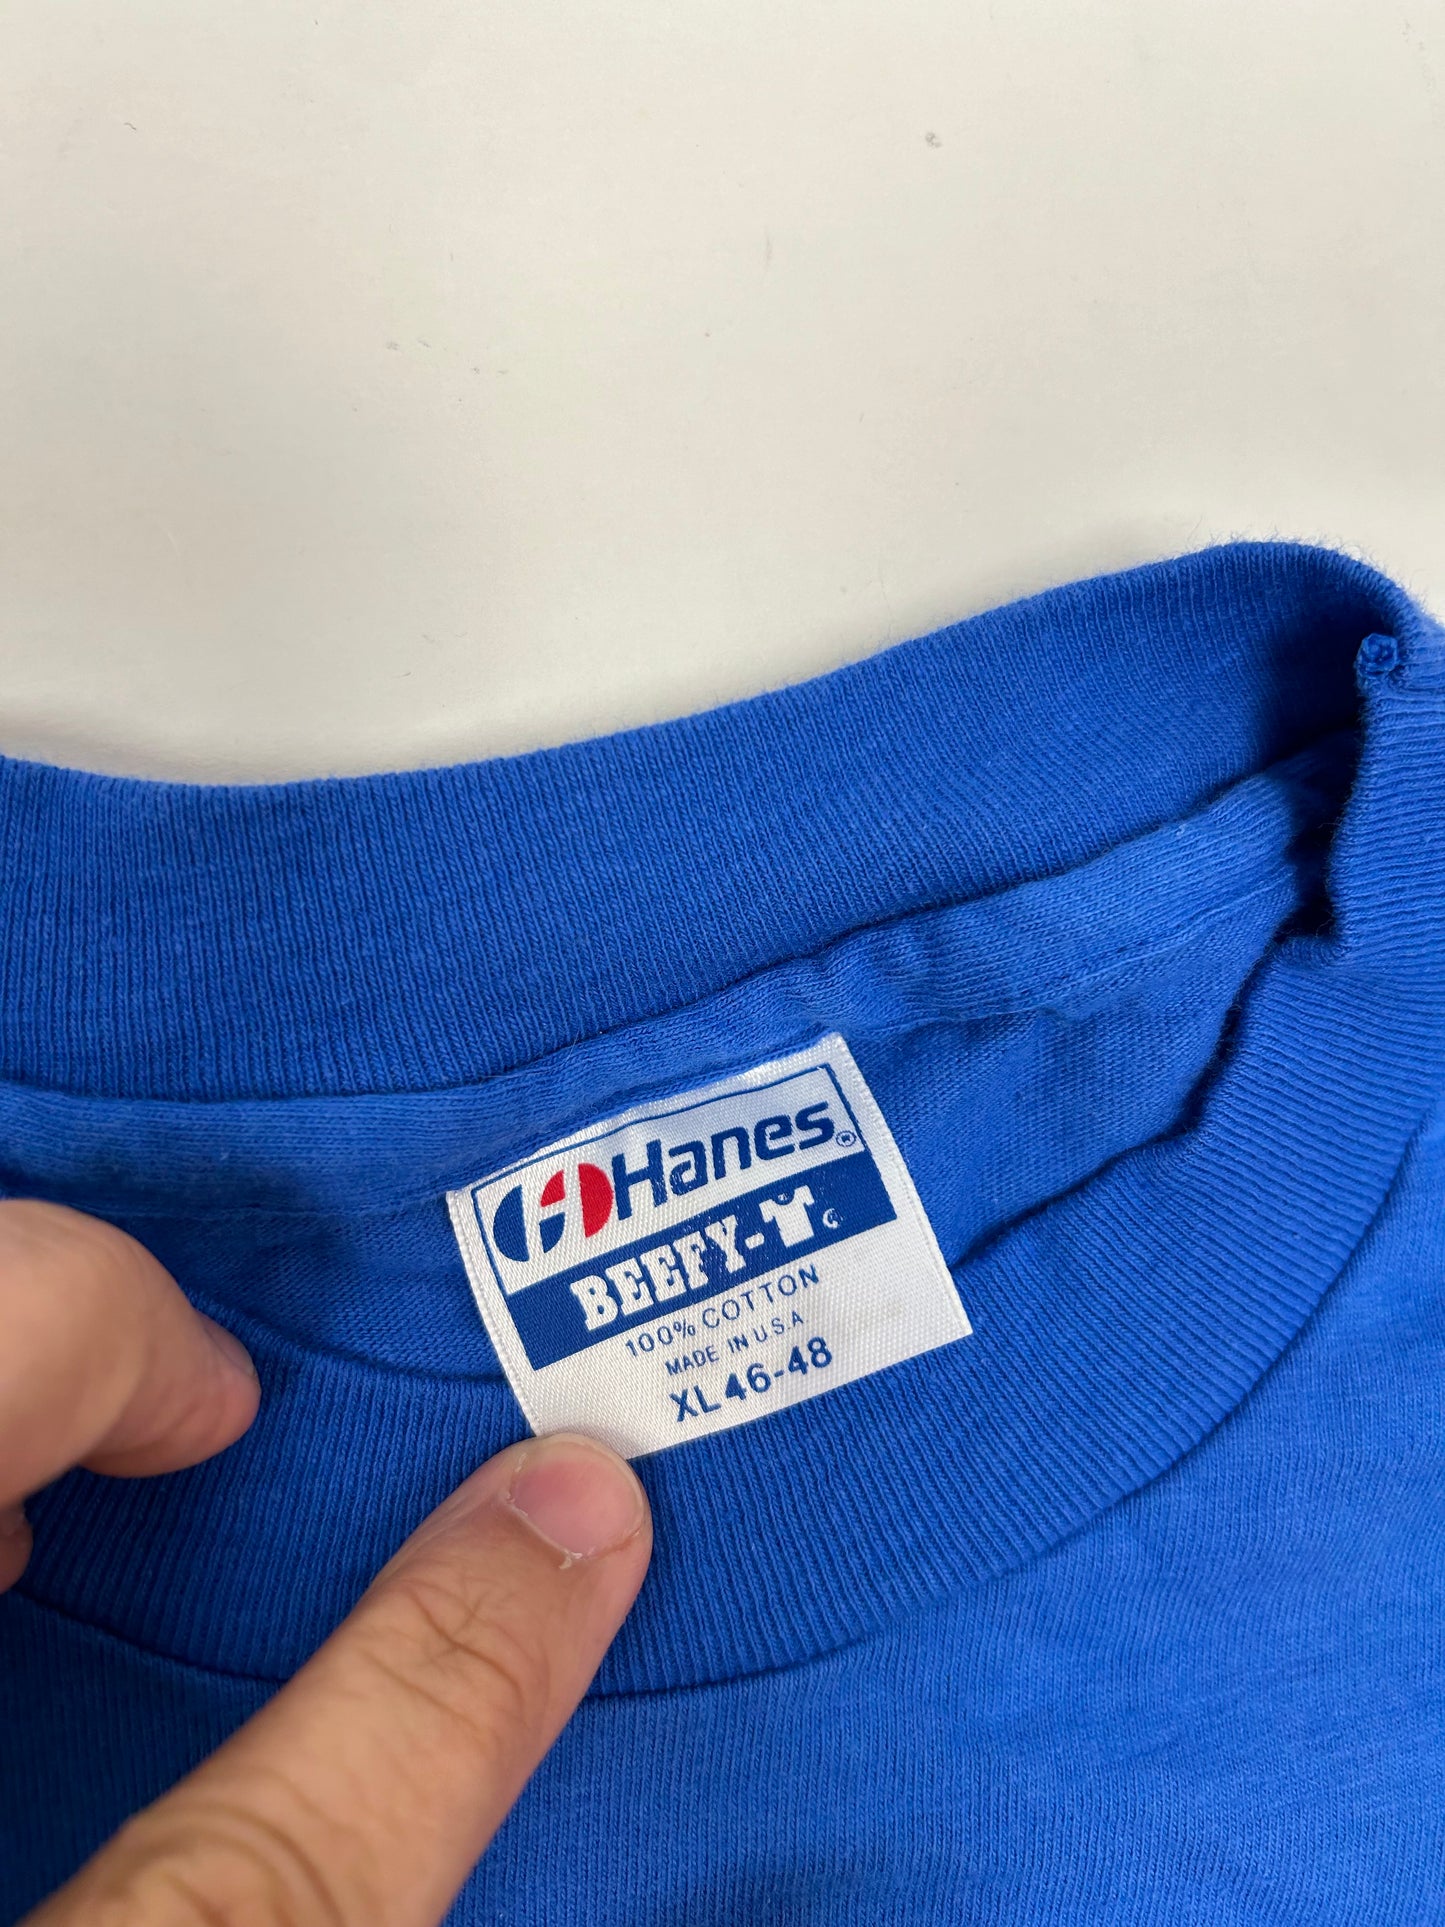 Hanes®
BEEFY-T®
100% COTTON
MADE IN U.S.A
XL 46-48